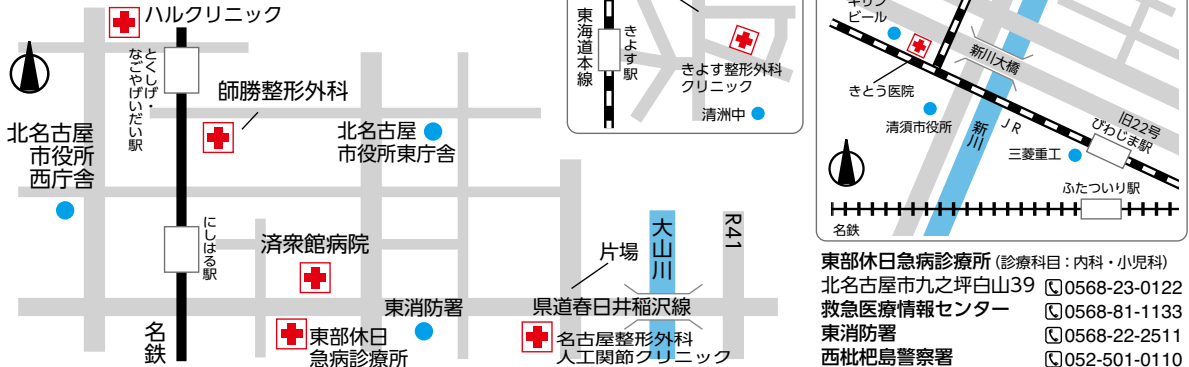 ハルクリニック
とくしげ・
なごやげいだい駅
師勝整形外科
北名古屋
市役所
西庁舎
北名古屋
市役所東庁舎
にしはる駅
済衆館病院
片場
大山川
R41
県道春日井稲沢線
東消防署
名鉄
東部休日
急病診療所
名古屋整形外科
人工関節クリニック
東海道本線
きよす駅
きよす整形外科
クリニック
清洲中
キリン
ビール
新川大橋
きとう医院
清須市役所
新川
JR
旧22号
びわじま駅
三菱重工
ふたついり駅
名鉄
東部休日急病診療所(診療科目:内科・小児科)
北名古屋市九之坪白山39 0568-23-0122
救急医療情報センター 0568-81-1133
東消防署 0568-22-2511
西枇杷島警察署 052-501-0110